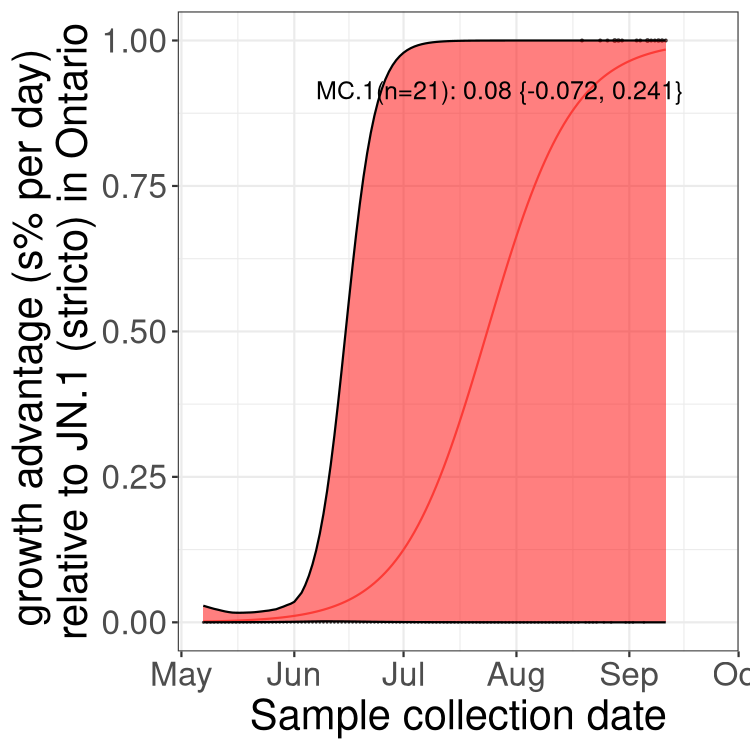 growth advantage (s% per day)
relative to JN.1 (stricto) in Ontario
1.00
0.75
0.50
0.25
0.00
MC.1(n=21): 0.08 {-0.072, 0.241}
May Jun Jul Aug Sep Oc
Sample collection date